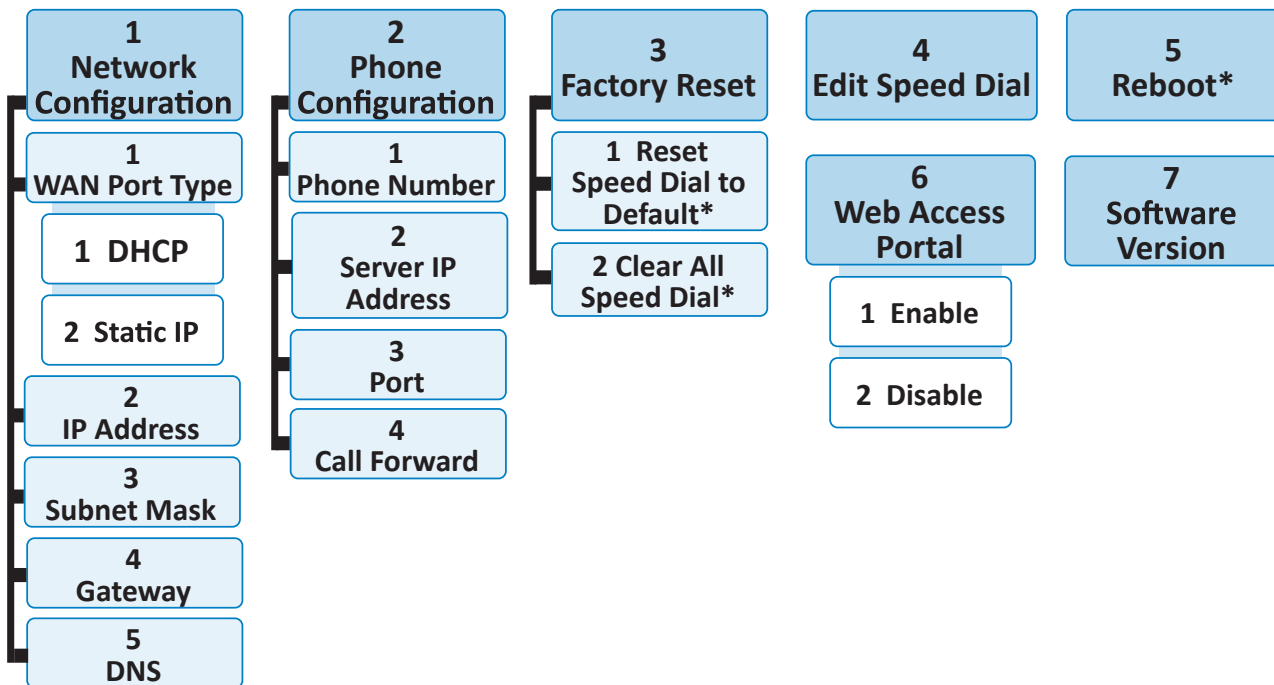 1
Network
Configuration
1
WAN Port Type
1 DHCP
2 Static IP
2
IP Address
3
Subnet Mask
4
Gateway
5
DNS
2
Phone
Configuration
1
Phone Number
2
Server IP
Address
3
Port
4
Call Forward
3
Factory Reset
1 Reset
Speed Dial to
Default*
2 Clear All
Speed Dial*
4
Edit Speed Dial
5
Reboot*
6
Web Access
Portal
1 Enable
2 Disable
7
Software
Version